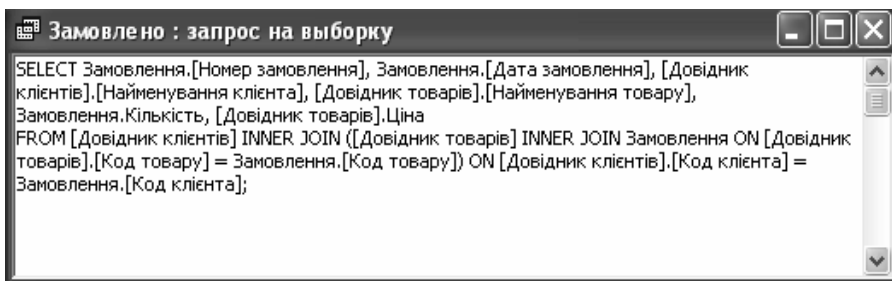 Замовлено : запрос на выборку
SELECT Замовлення.[Номер замовлення], Замовлення.[Дата замовлення], [Довідник
клієнтів].[Найменування клієнта], [Довідник товарів].[Найменування товару],
Замовлення.Кількість, [Довідник товарів].Ціна
FROM [Довідник клієнтів] INNER JOIN ([Довідник товарів] INNER JOIN Замовлення ON [Довідник
товарів].[Код товару] = Замовлення.[Код товару]) ON [Довідник клієнтів].[Код клієнта] =
Замовлення.[Код клієнта];